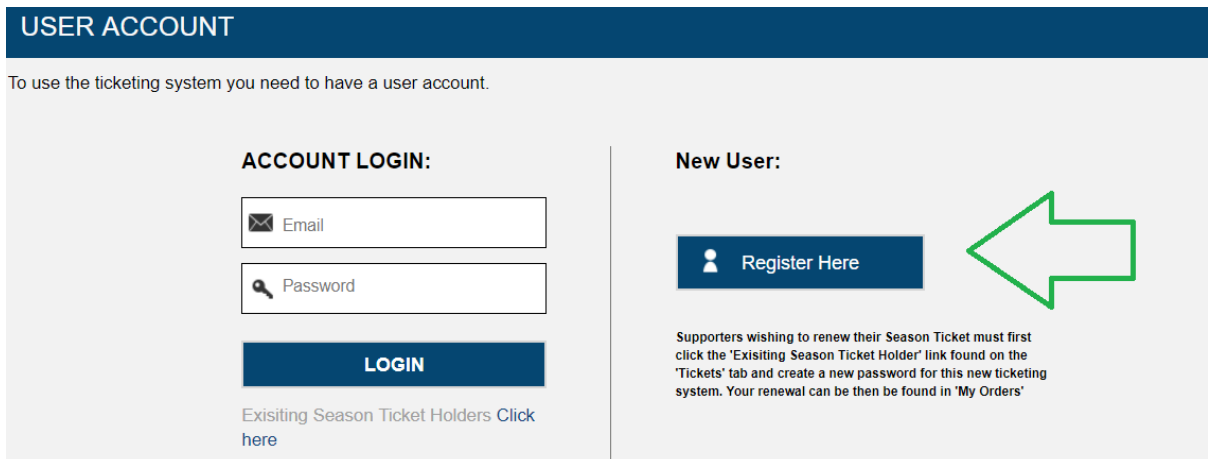 USER ACCOUNT
To use the ticketing system you need to have a user account.
ACCOUNT LOGIN:
Email
Password
LOGIN
Exisiting Season Ticket Holders Click
here
New User:
Register Here
Supporters wishing to renew their Season Ticket must first
click the 'Exisiting Season Ticket Holder' link found on the
'Tickets' tab and create a new password for this new ticketing
system. Your renewal can be then be found in 'My Orders'